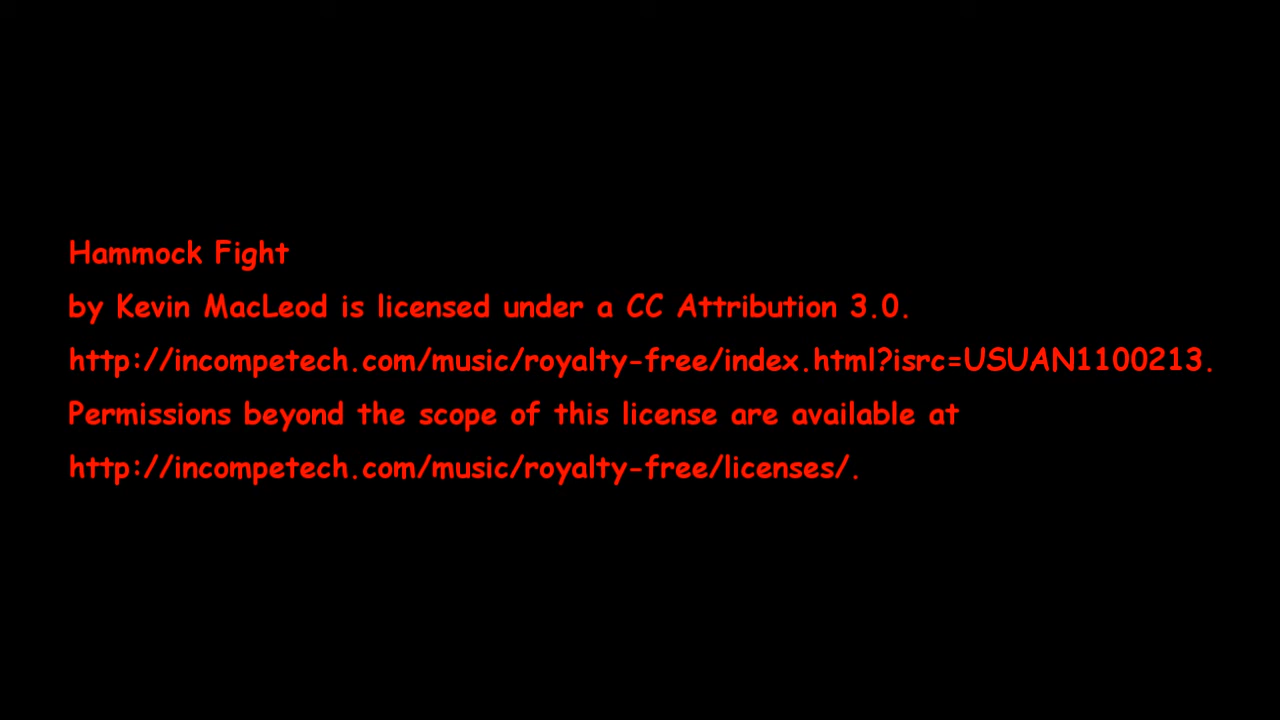 Hammock Fight
by Kevin MacLeod is licensed under a CC Attribution 3.0.
http://incompetech.com/music/royalty-free/index.html?isrc=USUAN1100213.
Permissions beyond the scope of this license are available at
http://incompetech.com/music/royalty-free/licenses/.